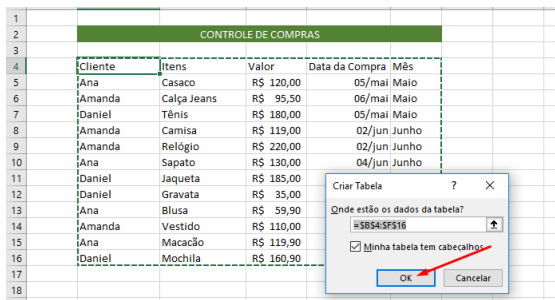 1
2 CONTROLE DE COMPRAS
3
4 Cliente Itens Valor Data da Compra Mês
5 Ana Casaco R$ 120,00 05/mai Maio
6 Amanda Calça Jeans R$ 95,50 06/mai Maio
7 Daniel Tênis R$ 180,00 05/mai Maio
8 Amanda Camisa R$ 119,00 02/jun Junho
9 Amanda Relógio R$ 220,00 02/jun Junho
10 Ana Sapato R$ 130,00 04/jun Junho
11 Daniel Jaqueta R$ 185,00
12 Daniel Gravata R$ 35,00
13 Ana Blusa R$ 59,90
14 Amanda Vestido R$ 110,00
15 Ana Macacão R$ 119,90
16 Daniel Mochila R$ 160,90
17
18
Criar Tabela ? X
Onde estão os dados da tabela?
=$B$4:$F$16
Minha tabela tem cabeçalhos
OK Cancelar